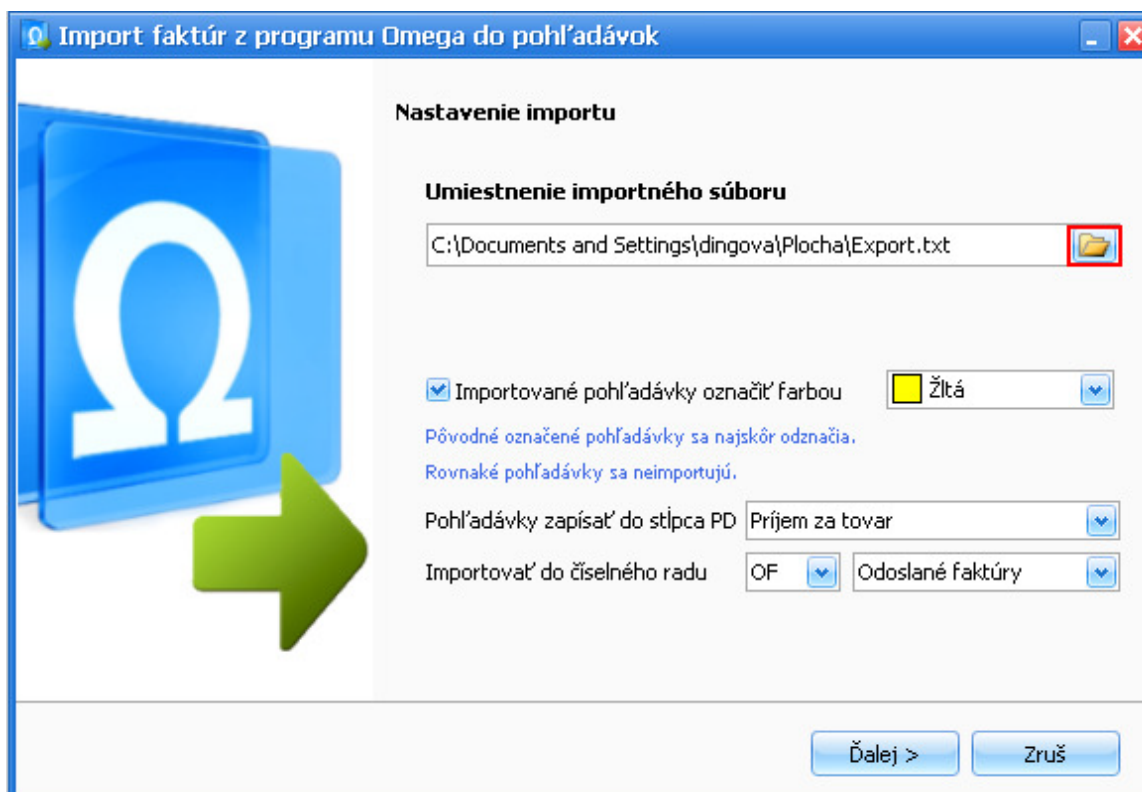 Import faktúr z programu Omega do pohľadávok
Nastavenie importu
Umiestnenie importného súboru
C:\Documents and Settings\dingova\Plocha\Export.txt
Importované pohľadávky označiť farbou Žltá
Pôvodné označené pohľadávky sa najskôr odznačia.
Rovnaké pohľadávky sa neimportujú.
Pohľadávky zapísať do stĺpca PD Príjem za tovar
Importovať do číselného radu OF Odoslané faktúry
Ďalej > Zruš